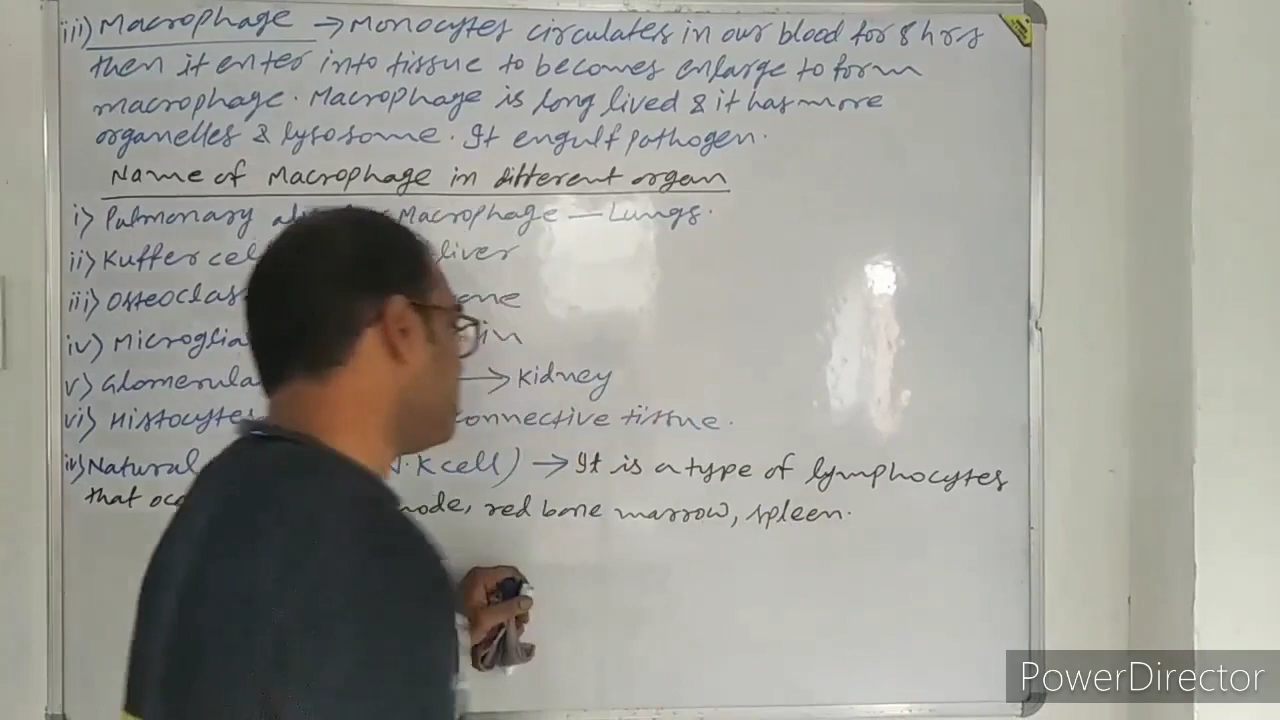 iii) Macrophage → Monocytes circulates in our blood for 8 hrs
then it enter into tissue to becomes enlarge to form
macrophage. Macrophage is long lived & it has more
organelles & lysosome. It engulf pathogen.
Name of Macrophage in different organ
i) Pulmonary Macrophage — Lungs.
ii) Kuffer liver
iii)
iv) Microglia
v) → Kidney
vi) Histocytes connective tissue.
iv) Natural cell) → It is a type of lymphocytes
that node, red bone marrow, spleen.
PowerDirector